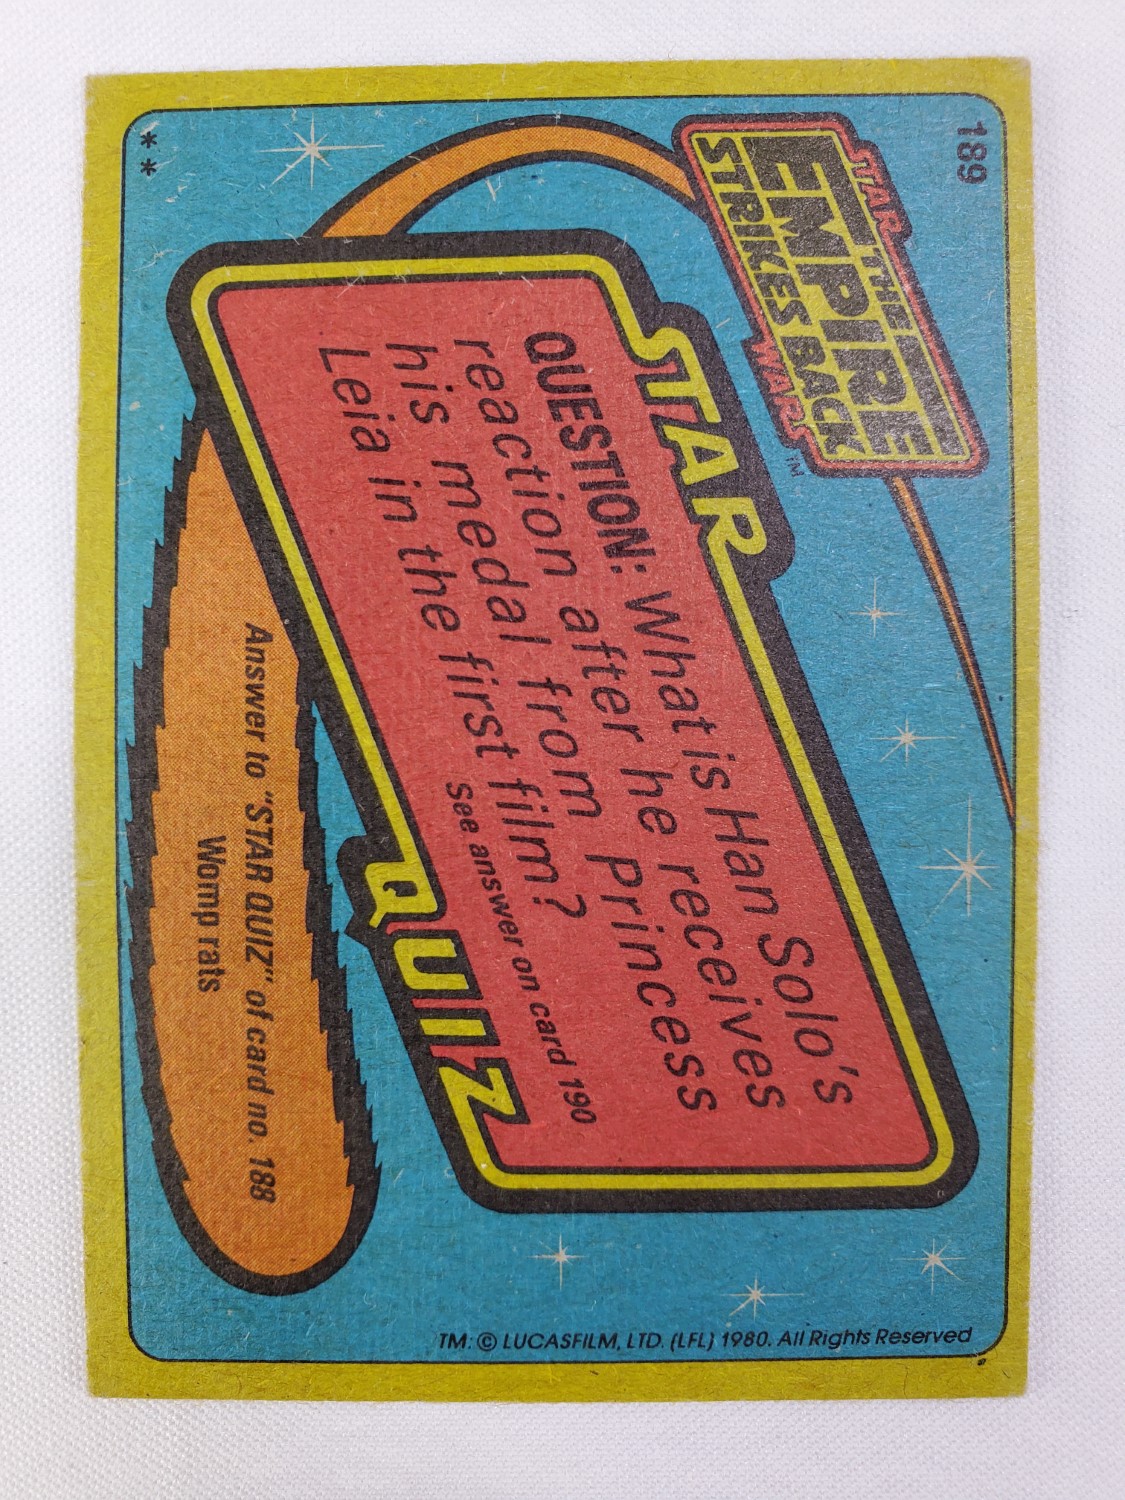 189
STAR
WARS
THE
EMPIRE
STRIKES BACK
TM
STAR
QUESTION: What is Han Solo's
reaction after he receives
his medal from Princess
Leia in the first film?
See answer on card 190
QUIZ
Answer to "STAR QUIZ" of card no. 188
Womp rats
**
TM: © LUCASFILM, LTD. (LFL) 1980. All Rights Reserved